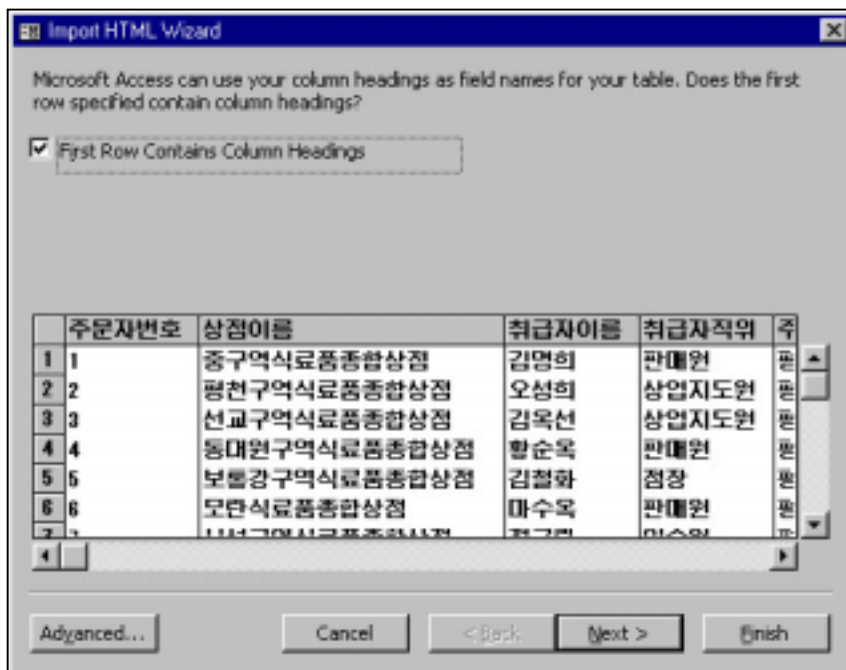 Import HTML Wizard
Microsoft Access can use your column headings as field names for your table. Does the first
row specified contain column headings?
First Row Contains Column Headings
주문자번호 상점이름 취급자이름 취급자직위 주
1 1 중구역식료품종합상점 김명희 판매원
2 2 평천구역식료품종합상점 오성희 상업지도원
3 3 선교구역식료품종합상점 김옥선 상업지도원
4 4 동대원구역식료품종합상점 황순옥 판매원
5 5 보통강구역식료품종합상점 김철화 점장
6 6 모란식료품종합상점 마수옥 판매원
Advanced... Cancel < Back Next > Finish